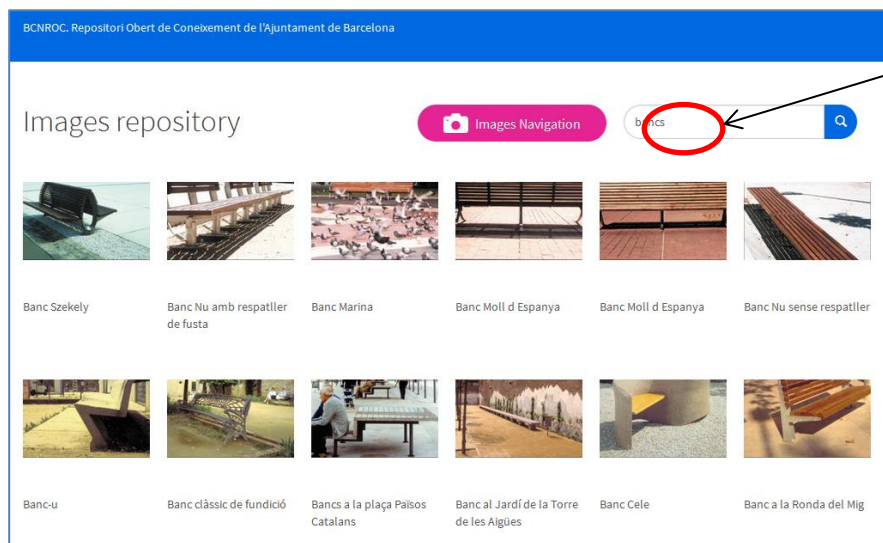 BCNROC. Repositori Obert de Coneixement de l'Ajuntament de Barcelona
Images repository
Images Navigation
bancs
Banc Szekely
Banc Nu amb respatller
de fusta
Banc Marina
Banc Moll d Espanya
Banc Moll d Espanya
Banc Nu sense respatller
Banc-u
Banc clàssic de fundició
Bancs a la plaça Països
Catalans
Banc al Jardí de la Torre
de les Aigües
Banc Cele
Banc a la Ronda del Mig